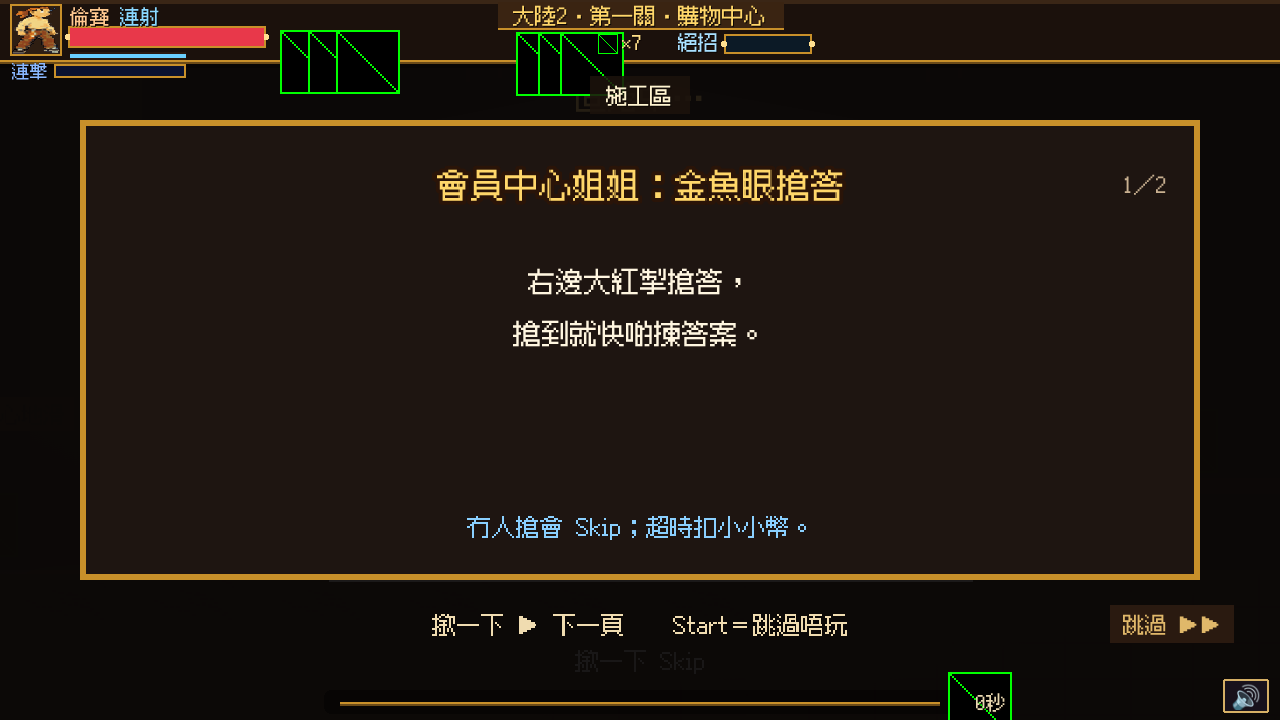 倫寶 連射
大陸2·第一關·購物中心
×7
絕招
連擊
施工區
會員中心姐姐：金魚眼搶答
1／2
右邊大紅掣搶答，
搶到就快啲揀答案。
冇人搶會 Skip；超時扣小小幣。
撳一下 ▶ 下一頁 Start＝跳過唔玩
跳過 ▶▶
撳一下 Skip
0秒